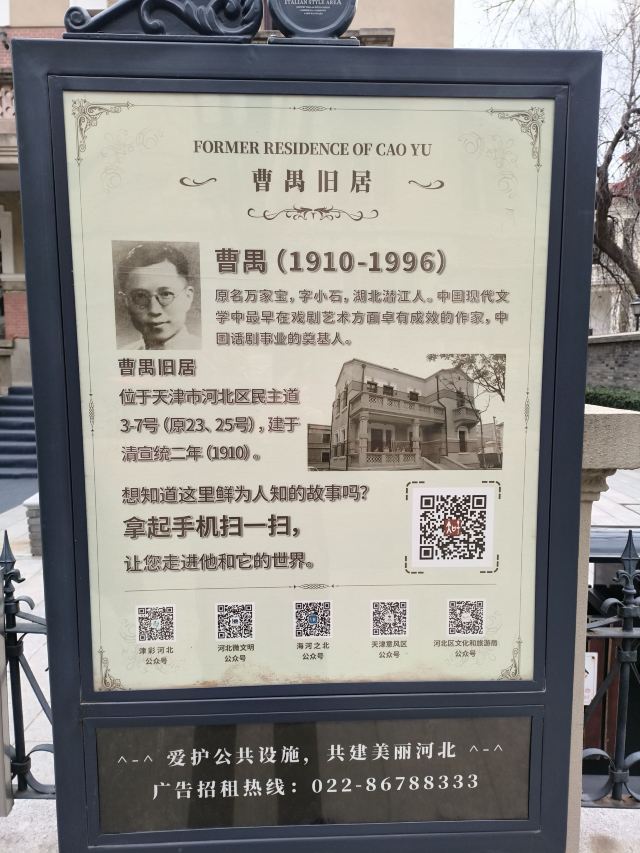 ITALIAN STYLE AREA
FORMER RESIDENCE OF CAO YU
曹禺旧居
曹禺（1910-1996）
原名万家宝，字小石，湖北潜江人。中国现代文
学中最早在戏剧艺术方面卓有成效的作家，中
国话剧事业的奠基人。
曹禺旧居
位于天津市河北区民主道
3-7号（原23、25号），建于
清宣统二年（1910）。
想知道这里鲜为人知的故事吗？
拿起手机扫一扫，
让您走进他和它的世界。
津彩河北
公众号
河北微文明
公众号
海河之北
公众号
天津意风区
公众号
河北区文化和旅游局
公众号
^-^ 爱护公共设施，共建美丽河北 ^-^
广告招租热线：022-86788333